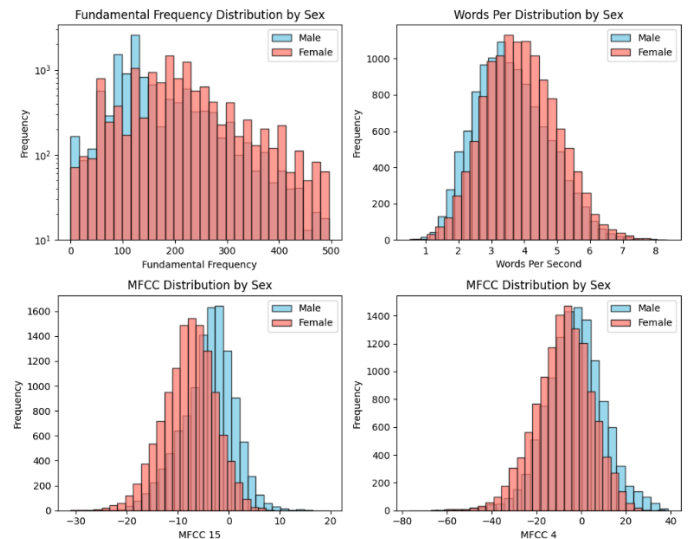 Fundamental Frequency Distribution by Sex
Male
Female
10³
10²
10¹
Frequency
0 100 200 300 400 500
Fundamental Frequency
Words Per Distribution by Sex
Male
Female
1000
800
600
400
200
0
Frequency
1 2 3 4 5 6 7 8
Words Per Second
MFCC Distribution by Sex
Male
Female
1600
1400
1200
1000
800
600
400
200
0
Frequency
-30 -20 -10 0 10 20
MFCC 15
MFCC Distribution by Sex
Male
Female
1400
1200
1000
800
600
400
200
0
Frequency
-80 -60 -40 -20 0 20 40
MFCC 4